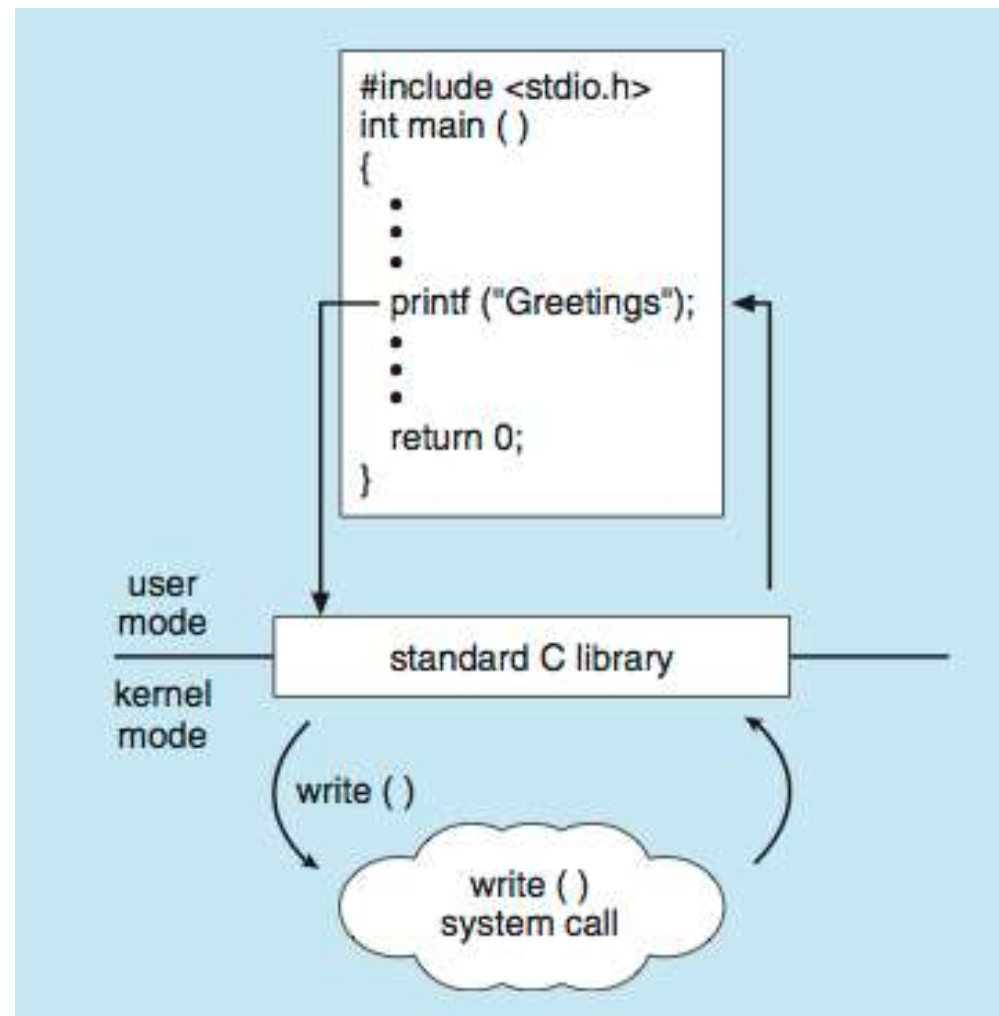 #include <stdio.h>
int main ( )
{
•
•
•
printf ("Greetings");
•
•
•
return 0;
}
user
mode
standard C library
kernel
mode
write ( )
write ( )
system call